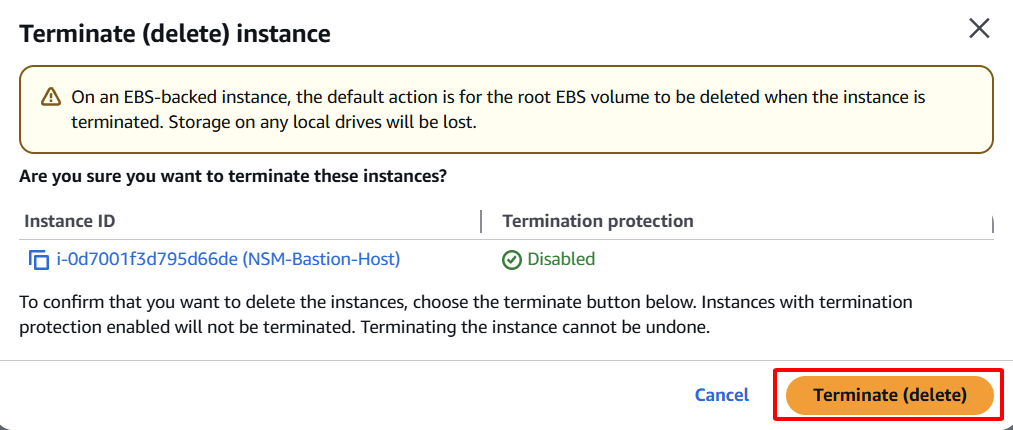 Terminate (delete) instance
On an EBS-backed instance, the default action is for the root EBS volume to be deleted when the instance is
terminated. Storage on any local drives will be lost.
Are you sure you want to terminate these instances?
Instance ID
Termination protection
i-0d7001f3d795d66de (NSM-Bastion-Host)
Disabled
To confirm that you want to delete the instances, choose the terminate button below. Instances with termination
protection enabled will not be terminated. Terminating the instance cannot be undone.
Cancel
Terminate (delete)